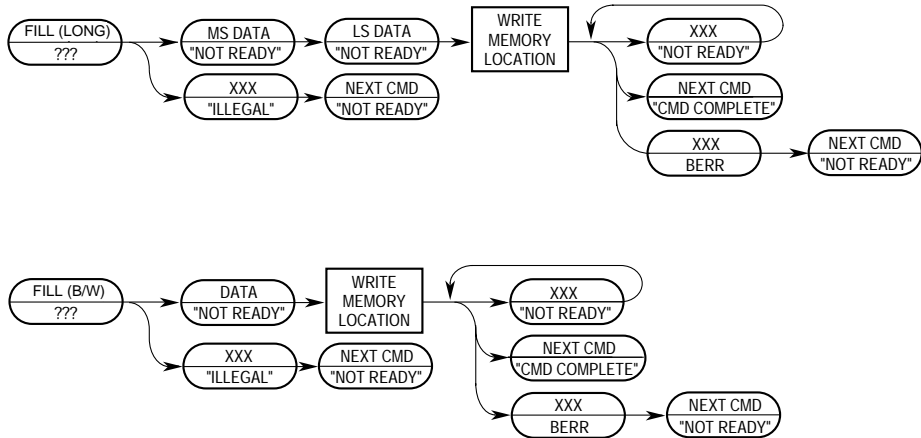 FILL (LONG)
???
MS DATA
"NOT READY"
LS DATA
"NOT READY"
WRITE
MEMORY
LOCATION
XXX
"NOT READY"
XXX
"ILLEGAL"
NEXT CMD
"NOT READY"
NEXT CMD
"CMD COMPLETE"
XXX
BERR
NEXT CMD
"NOT READY"
FILL (B/W)
???
DATA
"NOT READY"
WRITE
MEMORY
LOCATION
XXX
"NOT READY"
XXX
"ILLEGAL"
NEXT CMD
"NOT READY"
NEXT CMD
"CMD COMPLETE"
XXX
BERR
NEXT CMD
"NOT READY"